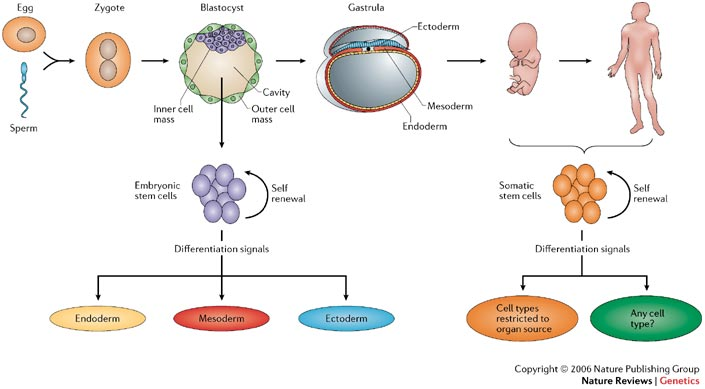 Egg
Zygote
Blastocyst
Gastrula
Ectoderm
Sperm
Inner cell
mass
Cavity
Outer cell
mass
Mesoderm
Endoderm
Embryonic
stem cells
Self
renewal
Somatic
stem cells
Self
renewal
Differentiation signals
Differentiation signals
Endoderm
Mesoderm
Ectoderm
Cell types
restricted to
organ source
Any cell
type?
Copyright © 2006 Nature Publishing Group
Nature Reviews | Genetics